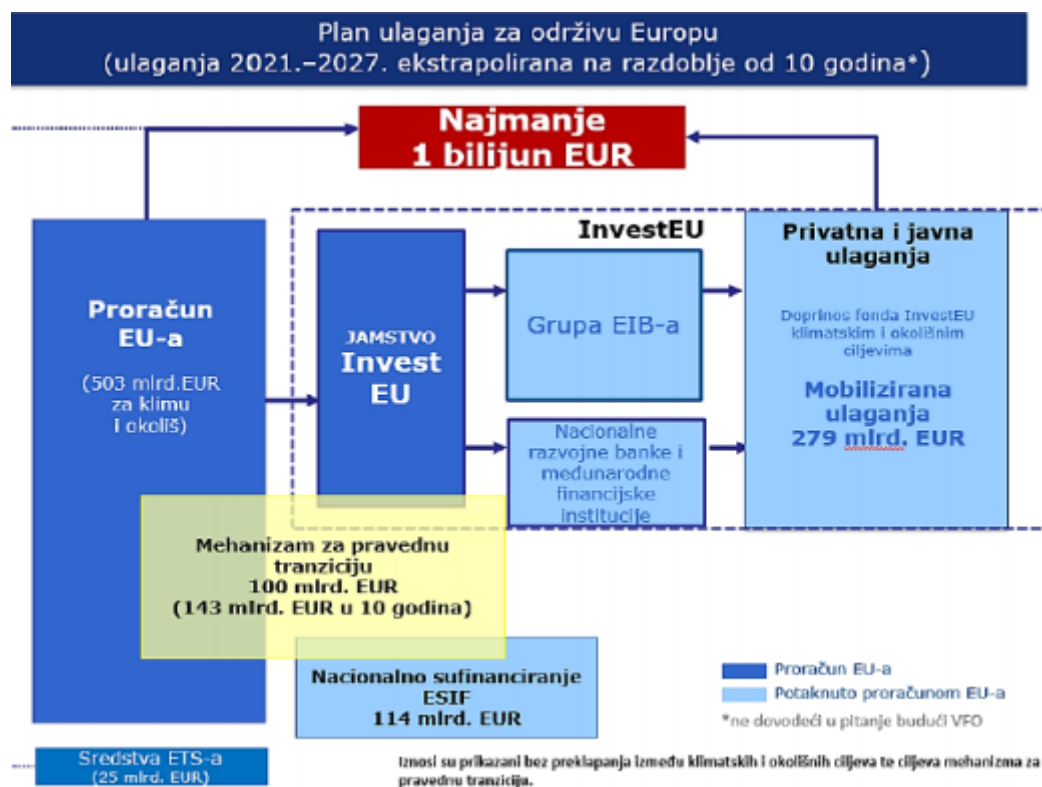 Plan ulaganja za održivu Europu
(ulaganja 2021.–2027. ekstrapolirana na razdoblje od 10 godina*)
Najmanje
1 bilijun EUR
Proračun
EU-a
(503 mlrd.EUR
za klimu
i okoliš)
JAMSTVO
Invest
EU
InvestEU
Grupa EIB-a
Nacionalne
razvojne banke i
međunarodne
financijske
institucije
Privatna i javna
ulaganja
Doprinos fonda InvestEU
klimatskim i okolišnim
ciljevima
Mobilizirana
ulaganja
279 mlrd. EUR
Mehanizam za pravednu
tranziciju
100 mlrd. EUR
(143 mlrd. EUR u 10 godina)
Nacionalno sufinanciranje
ESIF
114 mlrd. EUR
Sredstva ETS-a
(25 mlrd. EUR)
Proračun EU-a
Potaknuto proračunom EU-a
*ne dovodeći u pitanje budući VFO
Iznosi su prikazani bez preklapanja između klimatskih i okolišnih ciljeva te ciljeva mehanizma za
pravednu tranziciju.